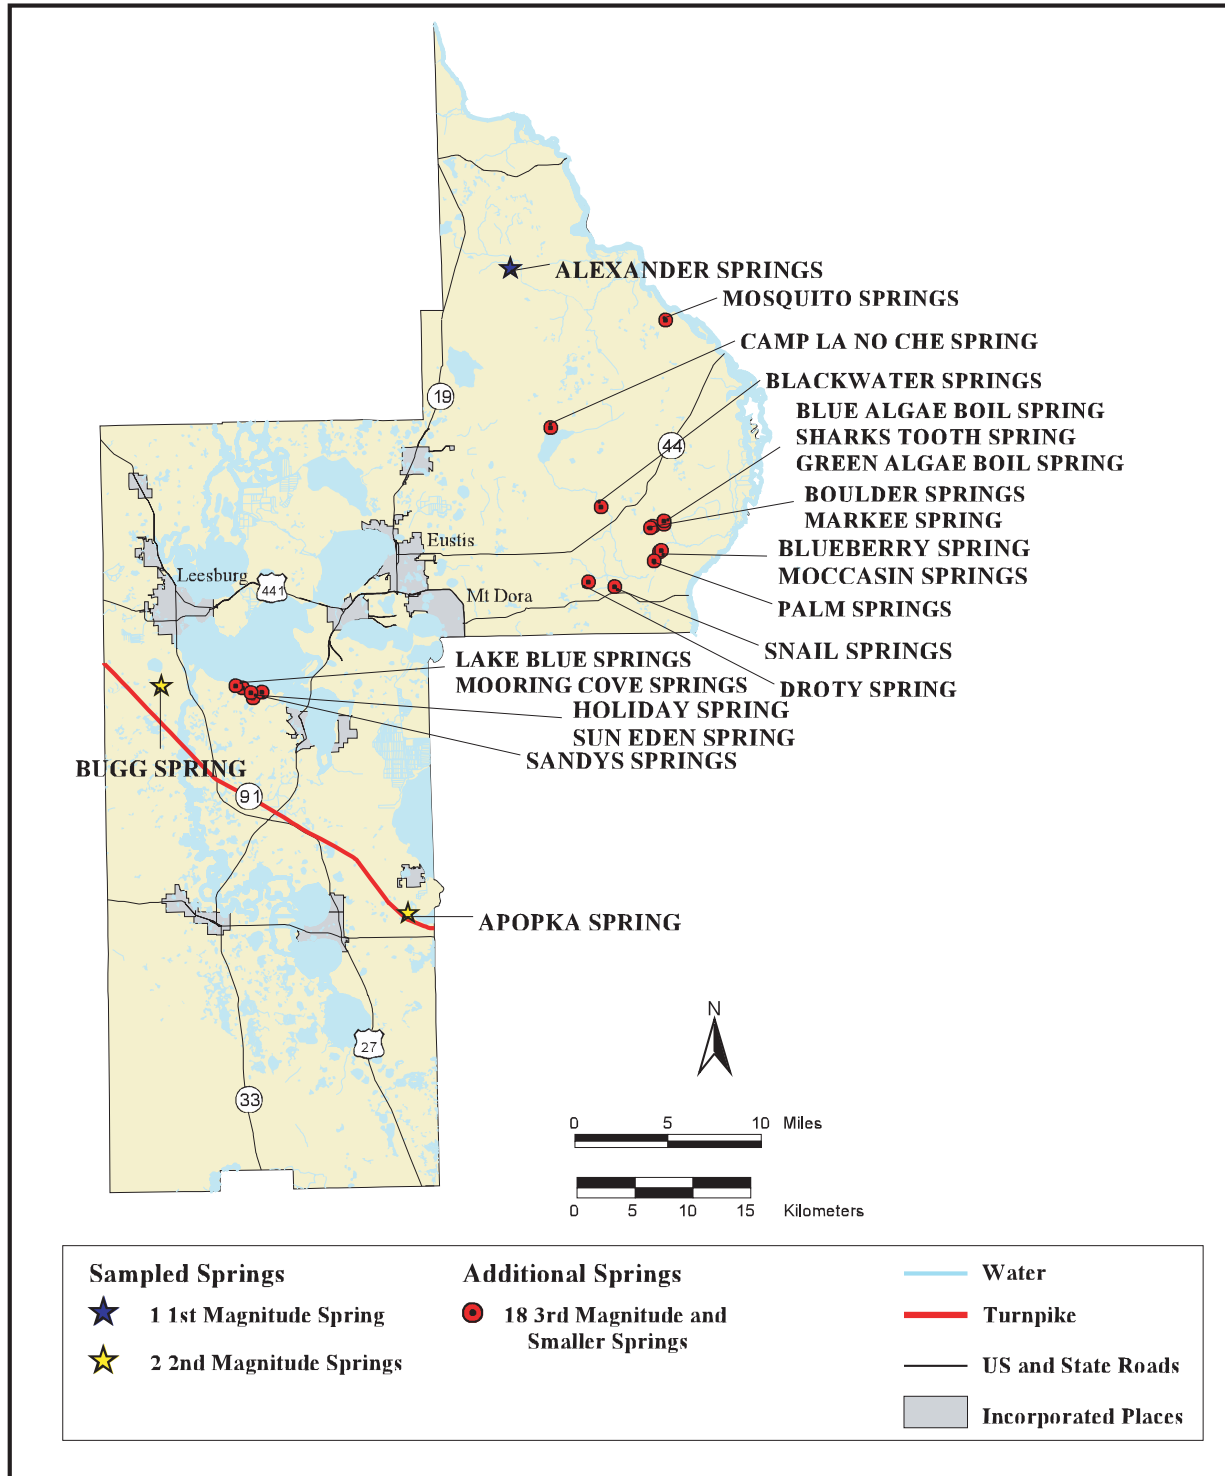 ALEXANDER SPRINGS
MOSQUITO SPRINGS
CAMP LA NO CHE SPRING
BLACKWATER SPRINGS
19
BLUE ALGAE BOIL SPRING
SHARKS TOOTH SPRING
44
GREEN ALGAE BOIL SPRING
BOULDER SPRINGS
MARKEE SPRING
Eustis
BLUEBERRY SPRING
Leesburg
MOCCASIN SPRINGS
441
Mt Dora
PALM SPRINGS
SNAIL SPRINGS
LAKE BLUE SPRINGS
MOORING COVE SPRINGS
DROTY SPRING
HOLIDAY SPRING
SUN EDEN SPRING
SANDYS SPRINGS
BUGG SPRING
91
APOPKA SPRING
N
27
33
0 5 10 Miles
0 5 10 15 Kilometers
Sampled Springs
1 1st Magnitude Spring
2 2nd Magnitude Springs
Additional Springs
18 3rd Magnitude and
Smaller Springs
Water
Turnpike
US and State Roads
Incorporated Places